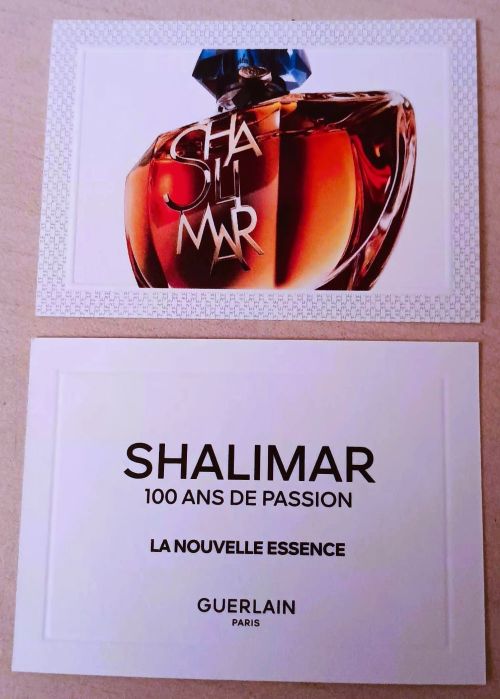 SHA
LI
MAR
SHALIMAR
100 ANS DE PASSION
LA NOUVELLE ESSENCE
GUERLAIN
PARIS